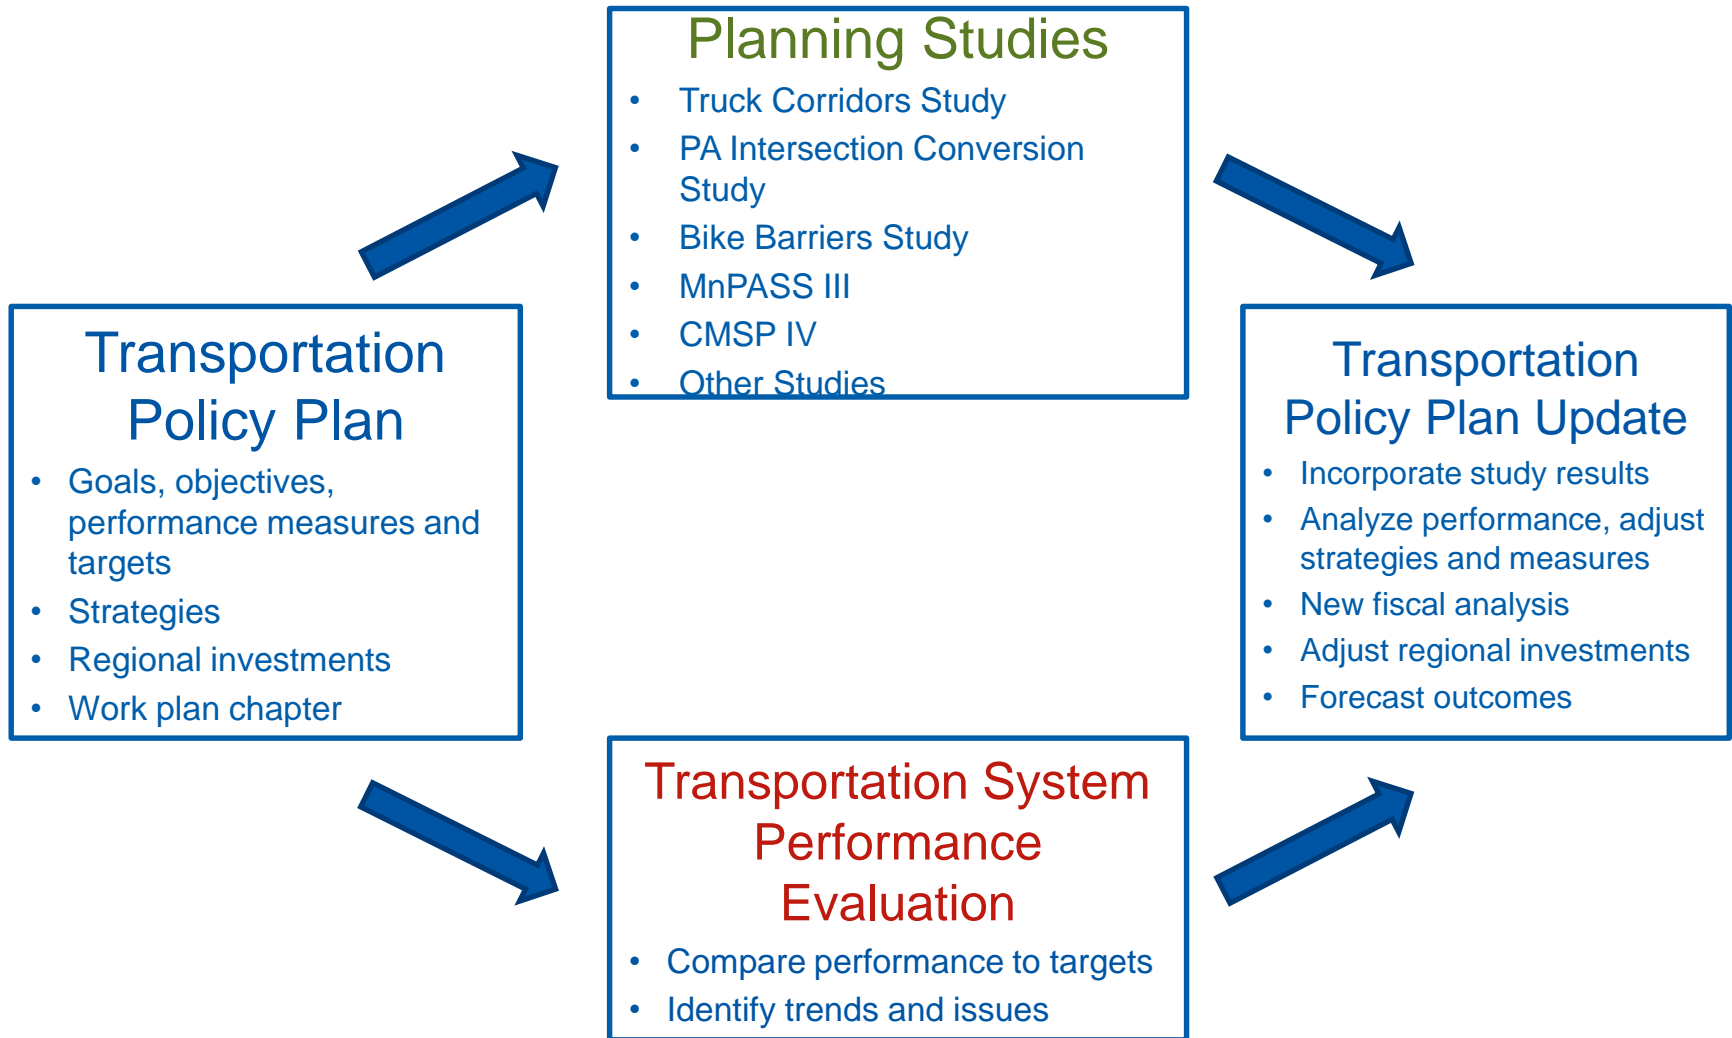 Planning Studies
• Truck Corridors Study
• PA Intersection Conversion
Study
• Bike Barriers Study
• MnPASS III
• CMSP IV
• Other Studies
Transportation
Policy Plan
• Goals, objectives,
performance measures and
targets
• Strategies
• Regional investments
• Work plan chapter
Transportation
Policy Plan Update
• Incorporate study results
• Analyze performance, adjust
strategies and measures
• New fiscal analysis
• Adjust regional investments
• Forecast outcomes
Transportation System
Performance
Evaluation
• Compare performance to targets
• Identify trends and issues